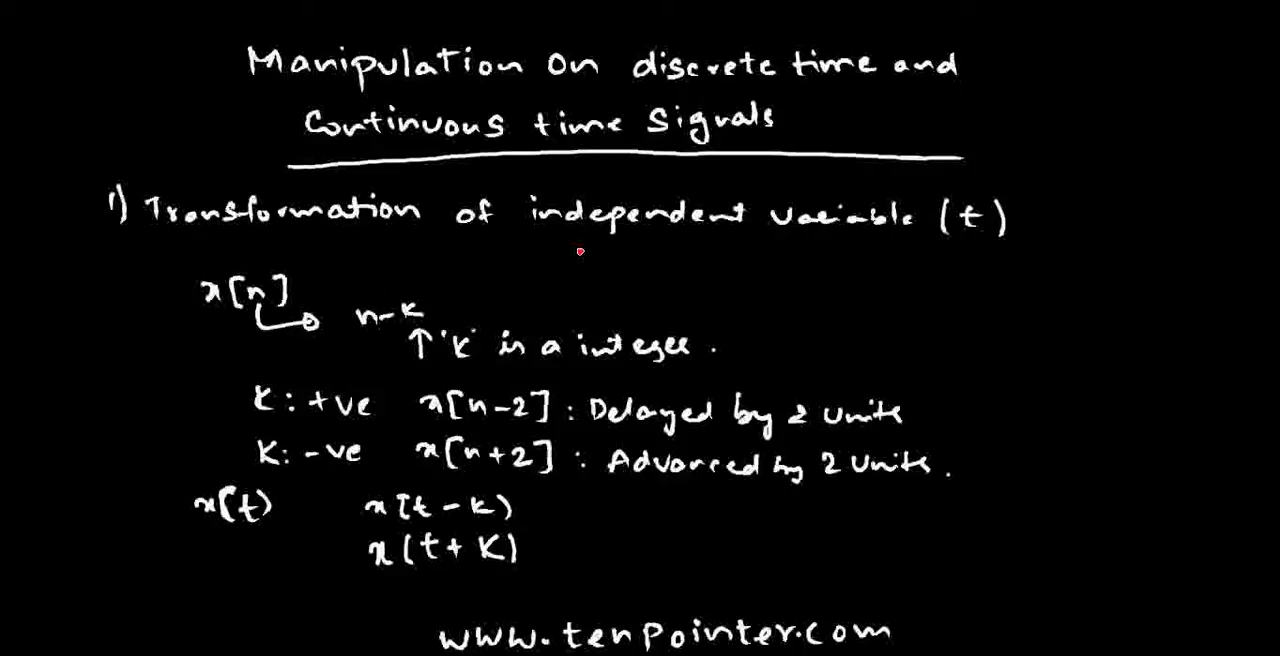 Manipulation on discrete time and
Continuous time signals
1) Transformation of independent variable (t)
x[n]
n-k
↑ 'k' is a integer.
k: +ve x[n-2] : Delayed by 2 units
K: -ve x[n+2] : Advanced by 2 units.
x(t) x(t-k)
x(t+k)
www.tenpointer.com